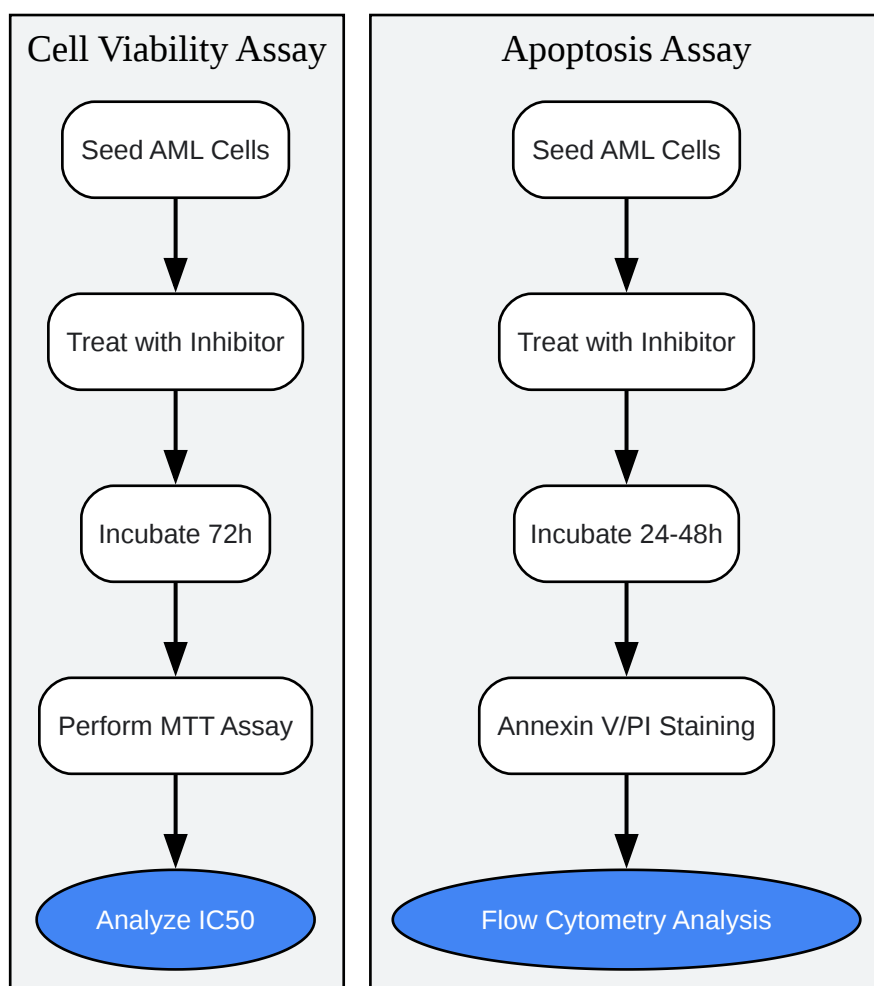 Cell Viability Assay
Seed AML Cells
Treat with Inhibitor
Incubate 72h
Perform MTT Assay
Analyze IC50
Apoptosis Assay
Seed AML Cells
Treat with Inhibitor
Incubate 24-48h
Annexin V/PI Staining
Flow Cytometry Analysis